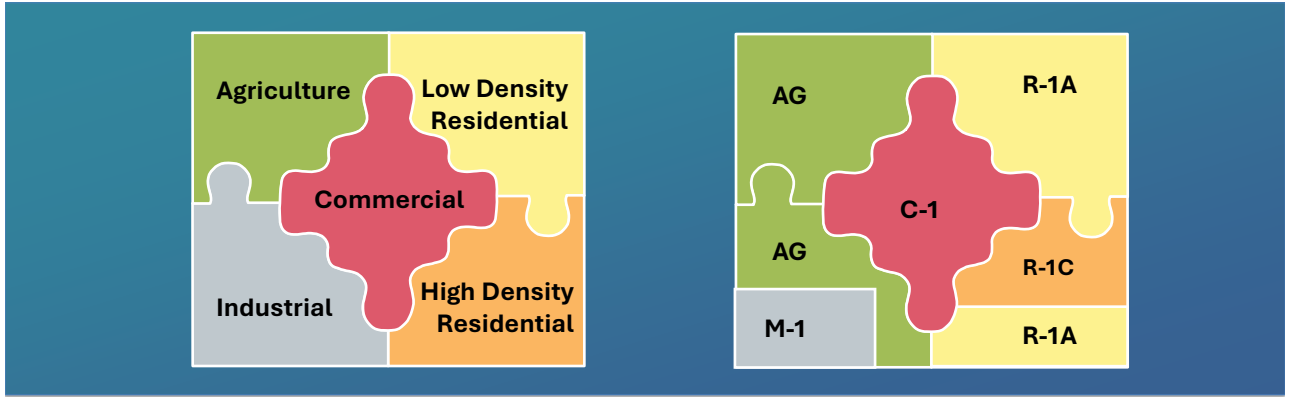 Agriculture
Low Density
Residential
Commercial
Industrial
High Density
Residential
AG
R-1A
C-1
AG
R-1C
M-1
R-1A